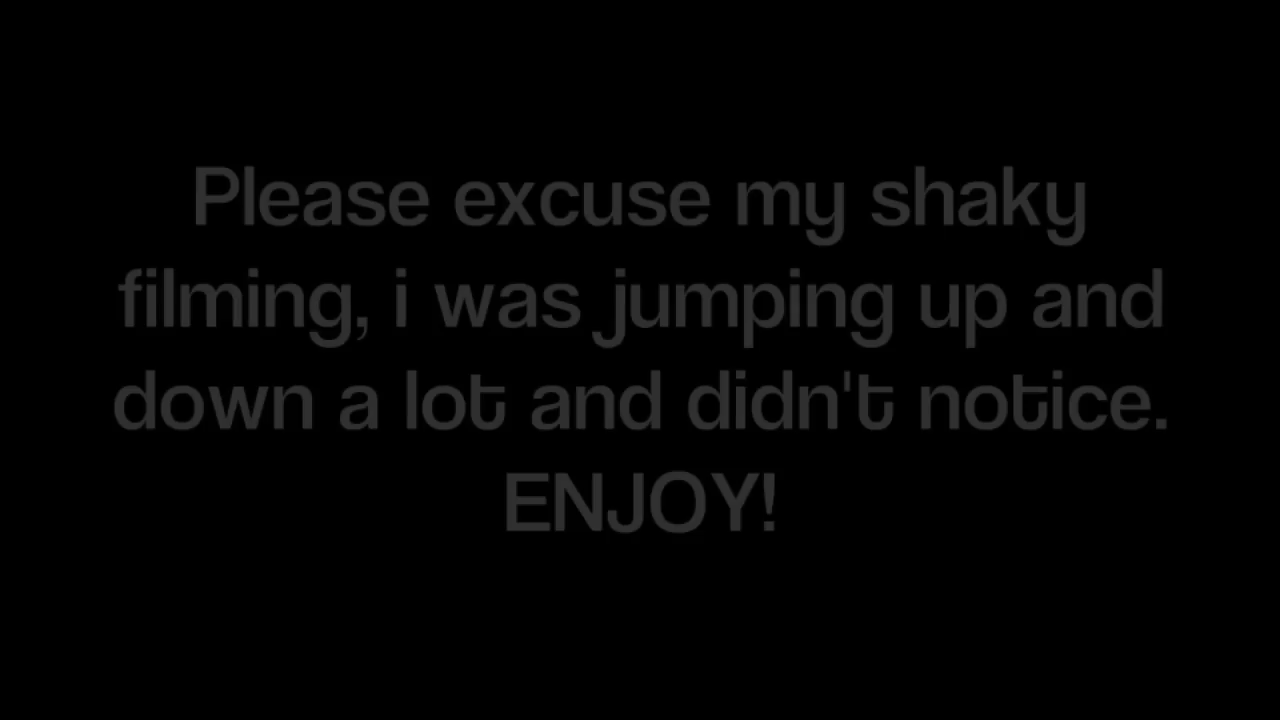 Please excuse my shaky
filming, i was jumping up and
down a lot and didn't notice.
ENJOY!